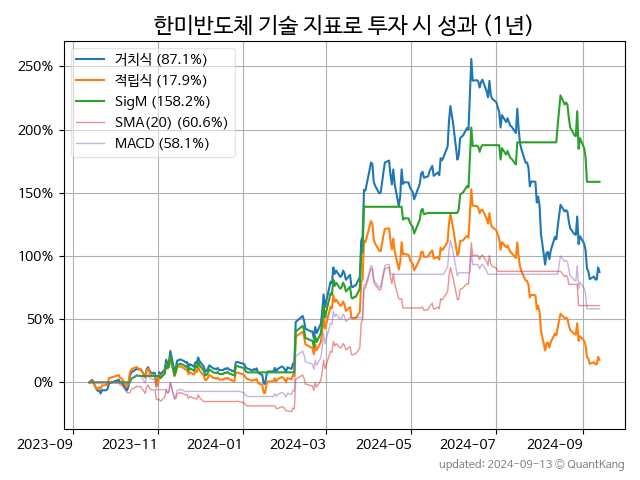 한미반도체 기술 지표로 투자 시 성과 (1년)
거치식 (87.1%)
적립식 (17.9%)
SigM (158.2%)
SMA(20) (60.6%)
MACD (58.1%)
250%
200%
150%
100%
50%
0%
2023-09 2023-11 2024-01 2024-03 2024-05 2024-07 2024-09
updated: 2024-09-13 © QuantKang